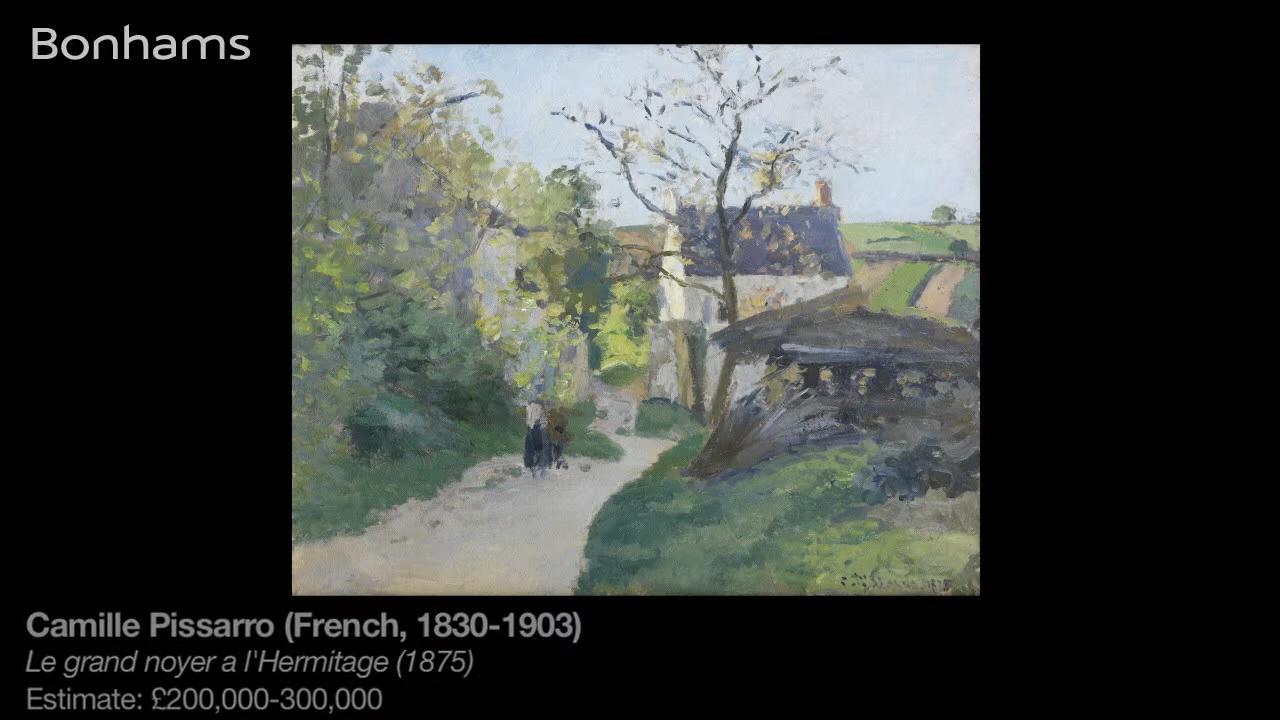 Bonhams
Camille Pissarro (French, 1830-1903)
Le grand noyer a l'Hermitage (1875)
Estimate: £200,000-300,000